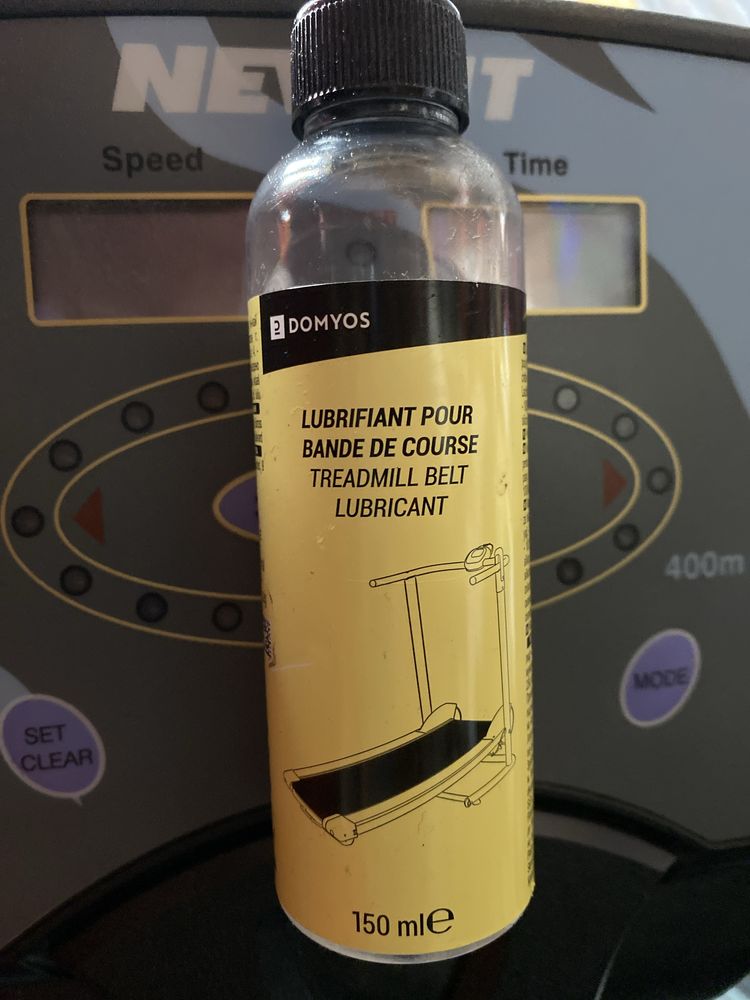 Speed
Time
DOMYOS
LUBRIFIANT POUR
BANDE DE COURSE
TREADMILL BELT
LUBRICANT
400m
MODE
SET
CLEAR
150 ml℮